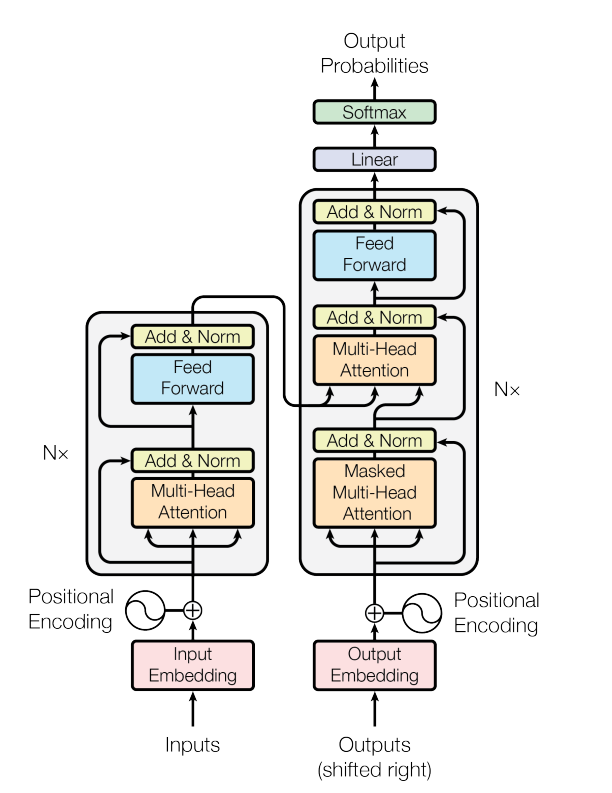 Output
Probabilities
Softmax
Linear
Add & Norm
Feed
Forward
Add & Norm
Multi-Head
Attention
Add & Norm
Masked
Multi-Head
Attention
Nx
Add & Norm
Feed
Forward
Add & Norm
Multi-Head
Attention
Nx
Positional
Encoding
Positional
Encoding
Input
Embedding
Output
Embedding
Inputs
Outputs
(shifted right)